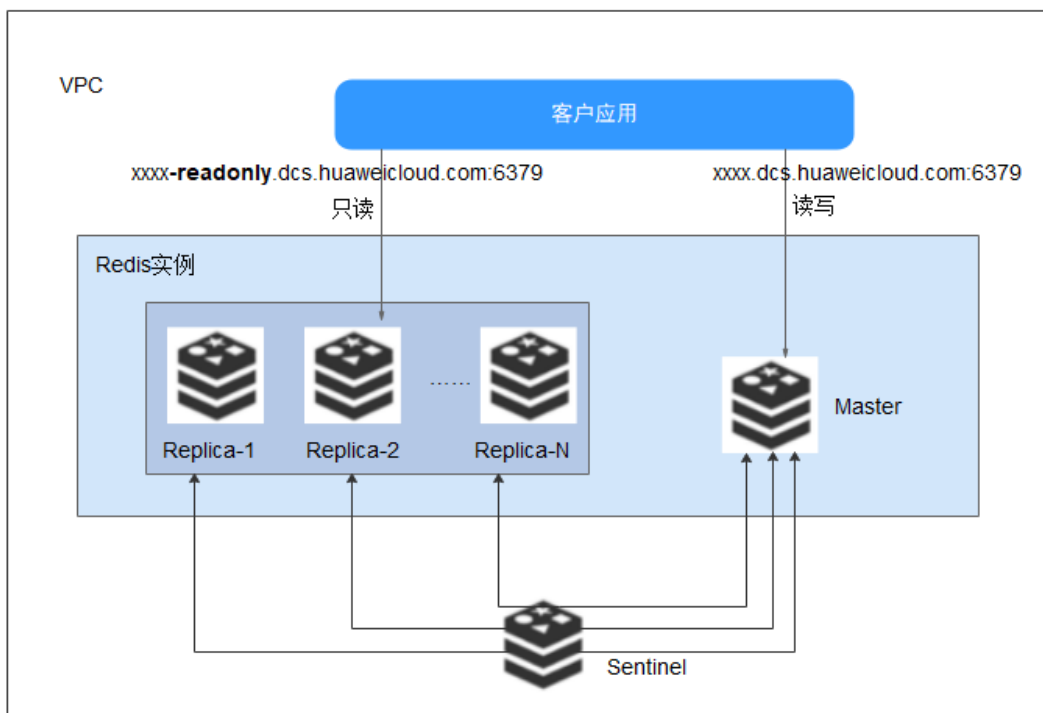 VPC
客户应用
xxxx-readonly.dcs.huaweicloud.com:6379
xxxx.dcs.huaweicloud.com:6379
只读
读写
Redis实例
......
Master
Replica-1
Replica-2
Replica-N
Sentinel